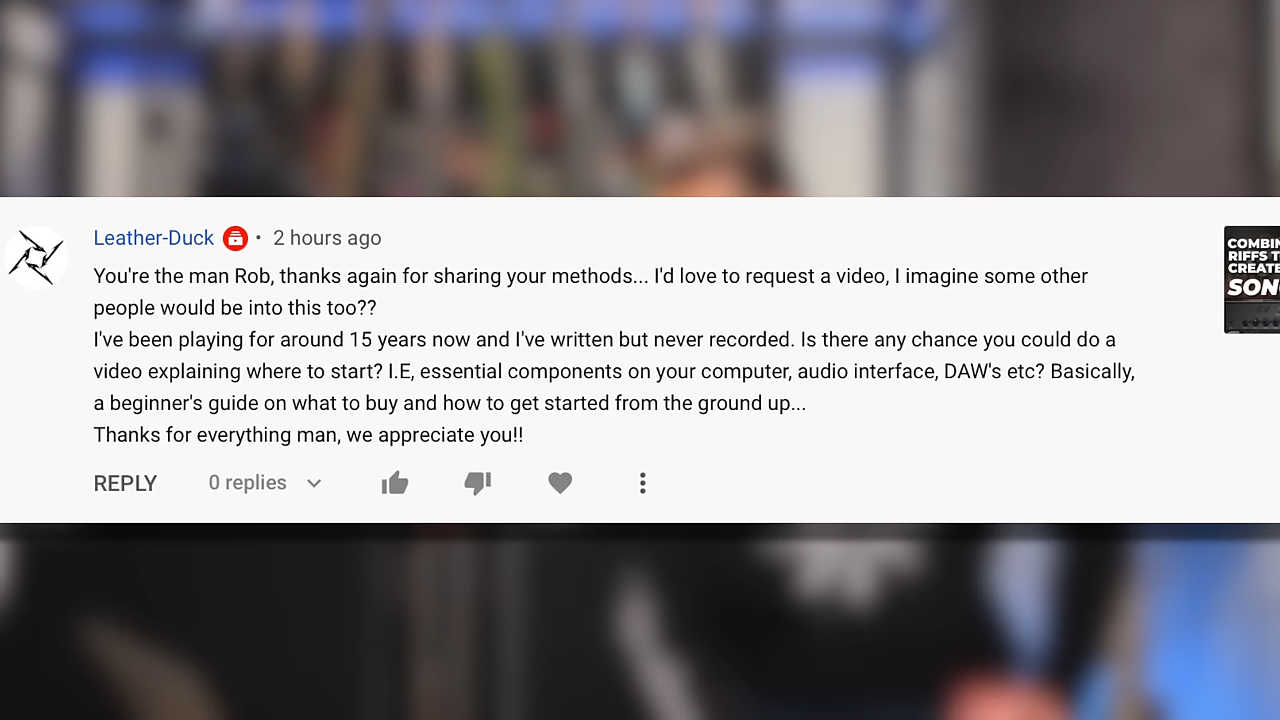 Leather-Duck • 2 hours ago
You're the man Rob, thanks again for sharing your methods... I'd love to request a video, I imagine some other
people would be into this too??
I've been playing for around 15 years now and I've written but never recorded. Is there any chance you could do a
video explaining where to start? I.E, essential components on your computer, audio interface, DAW's etc? Basically,
a beginner's guide on what to buy and how to get started from the ground up...
Thanks for everything man, we appreciate you!!
REPLY 0 replies
COMBIN
RIFFS T
CREATE
SON